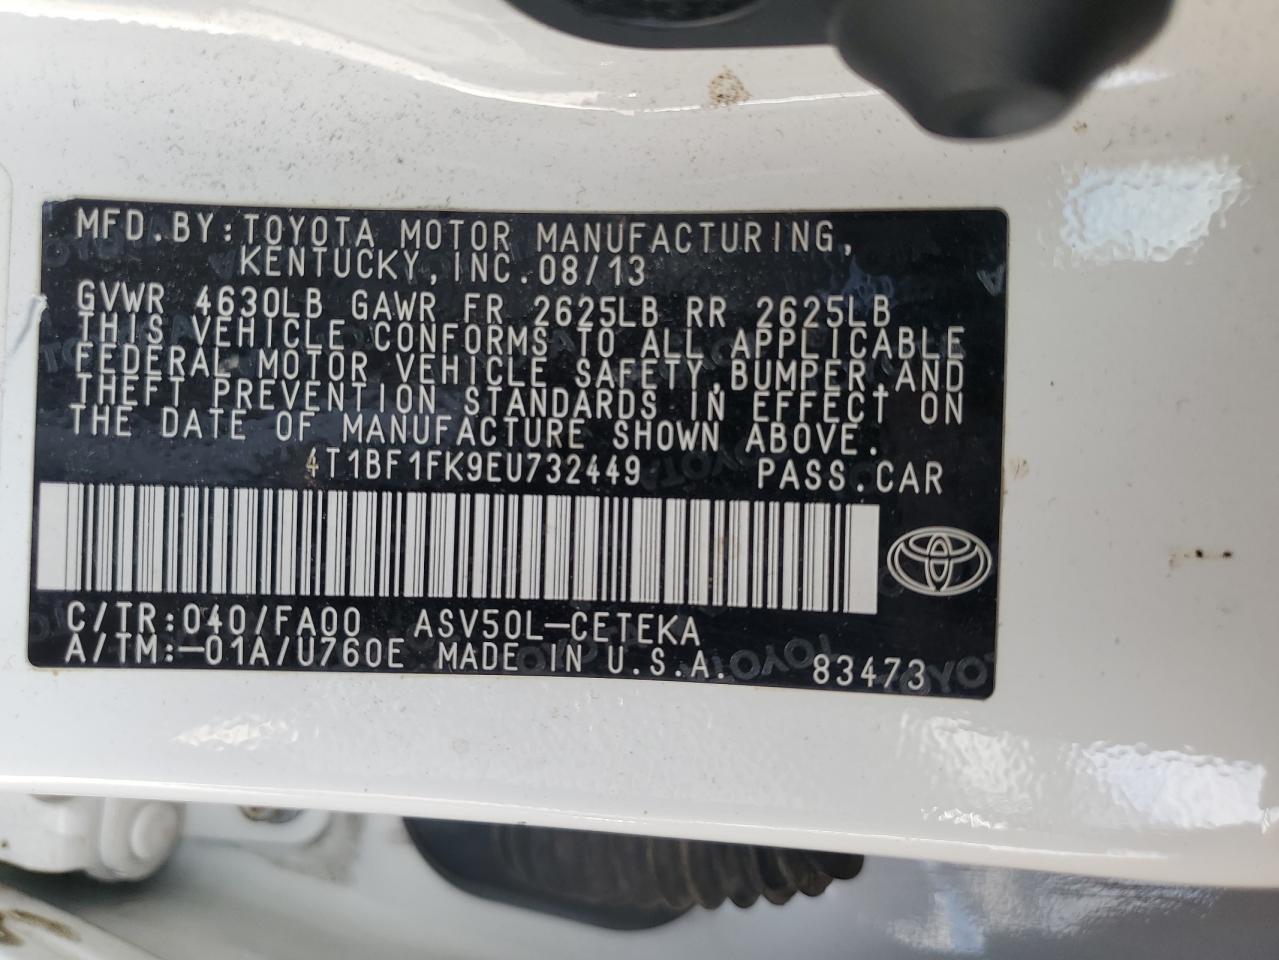 MFD.BY:TOYOTA MOTOR MANUFACTURING,
KENTUCKY,INC.08/13
GVWR 4630LB GAWR FR 2625LB RR 2625LB
THIS VEHICLE CONFORMS TO ALL APPLICABLE
FEDERAL MOTOR VEHICLE SAFETY,BUMPER,AND
THEFT PREVENTION STANDARDS IN EFFECT ON
THE DATE OF MANUFACTURE SHOWN ABOVE.
4T1BF1FK9EU732449 PASS.CAR
C/TR:040/FA00 ASV50L-CETEKA
A/TM:-01A/U760E MADE IN U.S.A. 83473